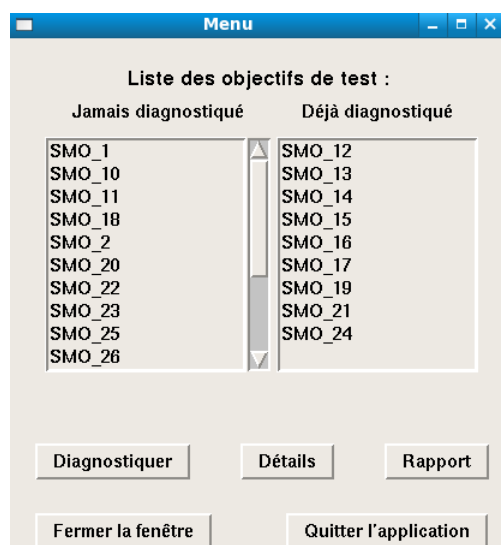 Menu
Liste des objectifs de test :
Jamais diagnostiqué
Déjà diagnostiqué
SMO_1
SMO_10
SMO_11
SMO_18
SMO_2
SMO_20
SMO_22
SMO_23
SMO_25
SMO_26
SMO_12
SMO_13
SMO_14
SMO_15
SMO_16
SMO_17
SMO_19
SMO_21
SMO_24
Diagnostiquer
Détails
Rapport
Fermer la fenêtre
Quitter l'application